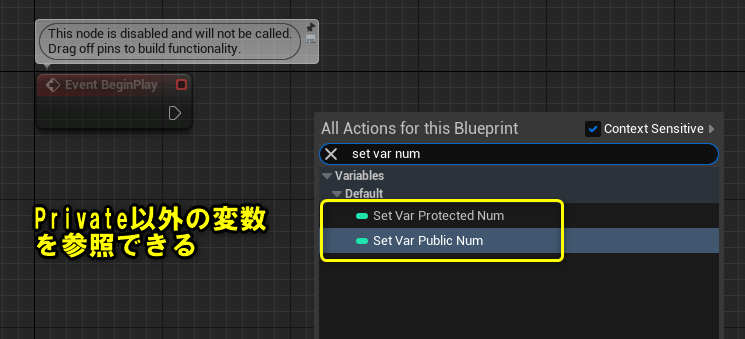 This node is disabled and will not be called.
Drag off pins to build functionality.
Event BeginPlay
All Actions for this Blueprint
Context Sensitive
set var num
Variables
Default
Set Var Protected Num
Set Var Public Num
Private以外の変数
を参照できる